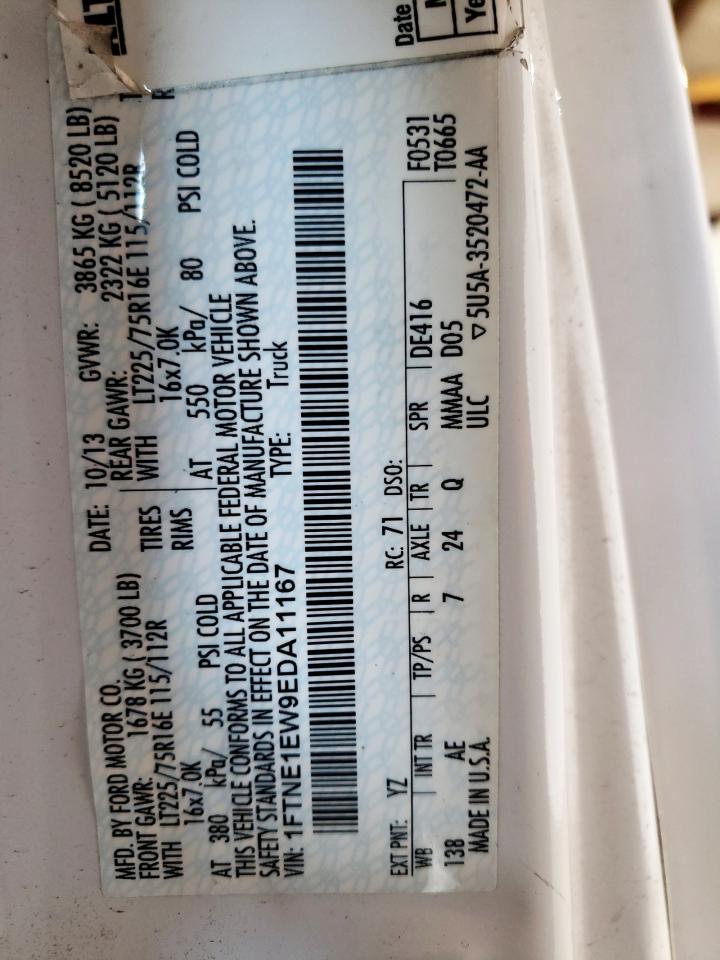 Date
MFD. BY FORD MOTOR CO.
DATE: 10/13 GVWR: 3865 KG ( 8520 LB)
FRONT GAWR: 1678 KG ( 3700 LB)
REAR GAWR: 2322 KG ( 5120 LB)
WITH LT225/75R16E 115/112R
TIRES WITH LT225/75R16E 115/112R
16x7.0K
RIMS 16x7.0K
AT 380 kPa/ 55 PSI COLD
AT 550 kPa/ 80 PSI COLD
THIS VEHICLE CONFORMS TO ALL APPLICABLE FEDERAL MOTOR VEHICLE
SAFETY STANDARDS IN EFFECT ON THE DATE OF MANUFACTURE SHOWN ABOVE.
VIN: 1FTNE1EW9EDA11167 TYPE: Truck
EXT PNT: YZ RC: 71 DSO: F0531
WB INT TR TP/PS R AXLE TR SPR DE416 T0665
138 AE 7 24 Q MMAA D05
ULC
MADE IN U.S.A. ▽5U5A-3520472-AA